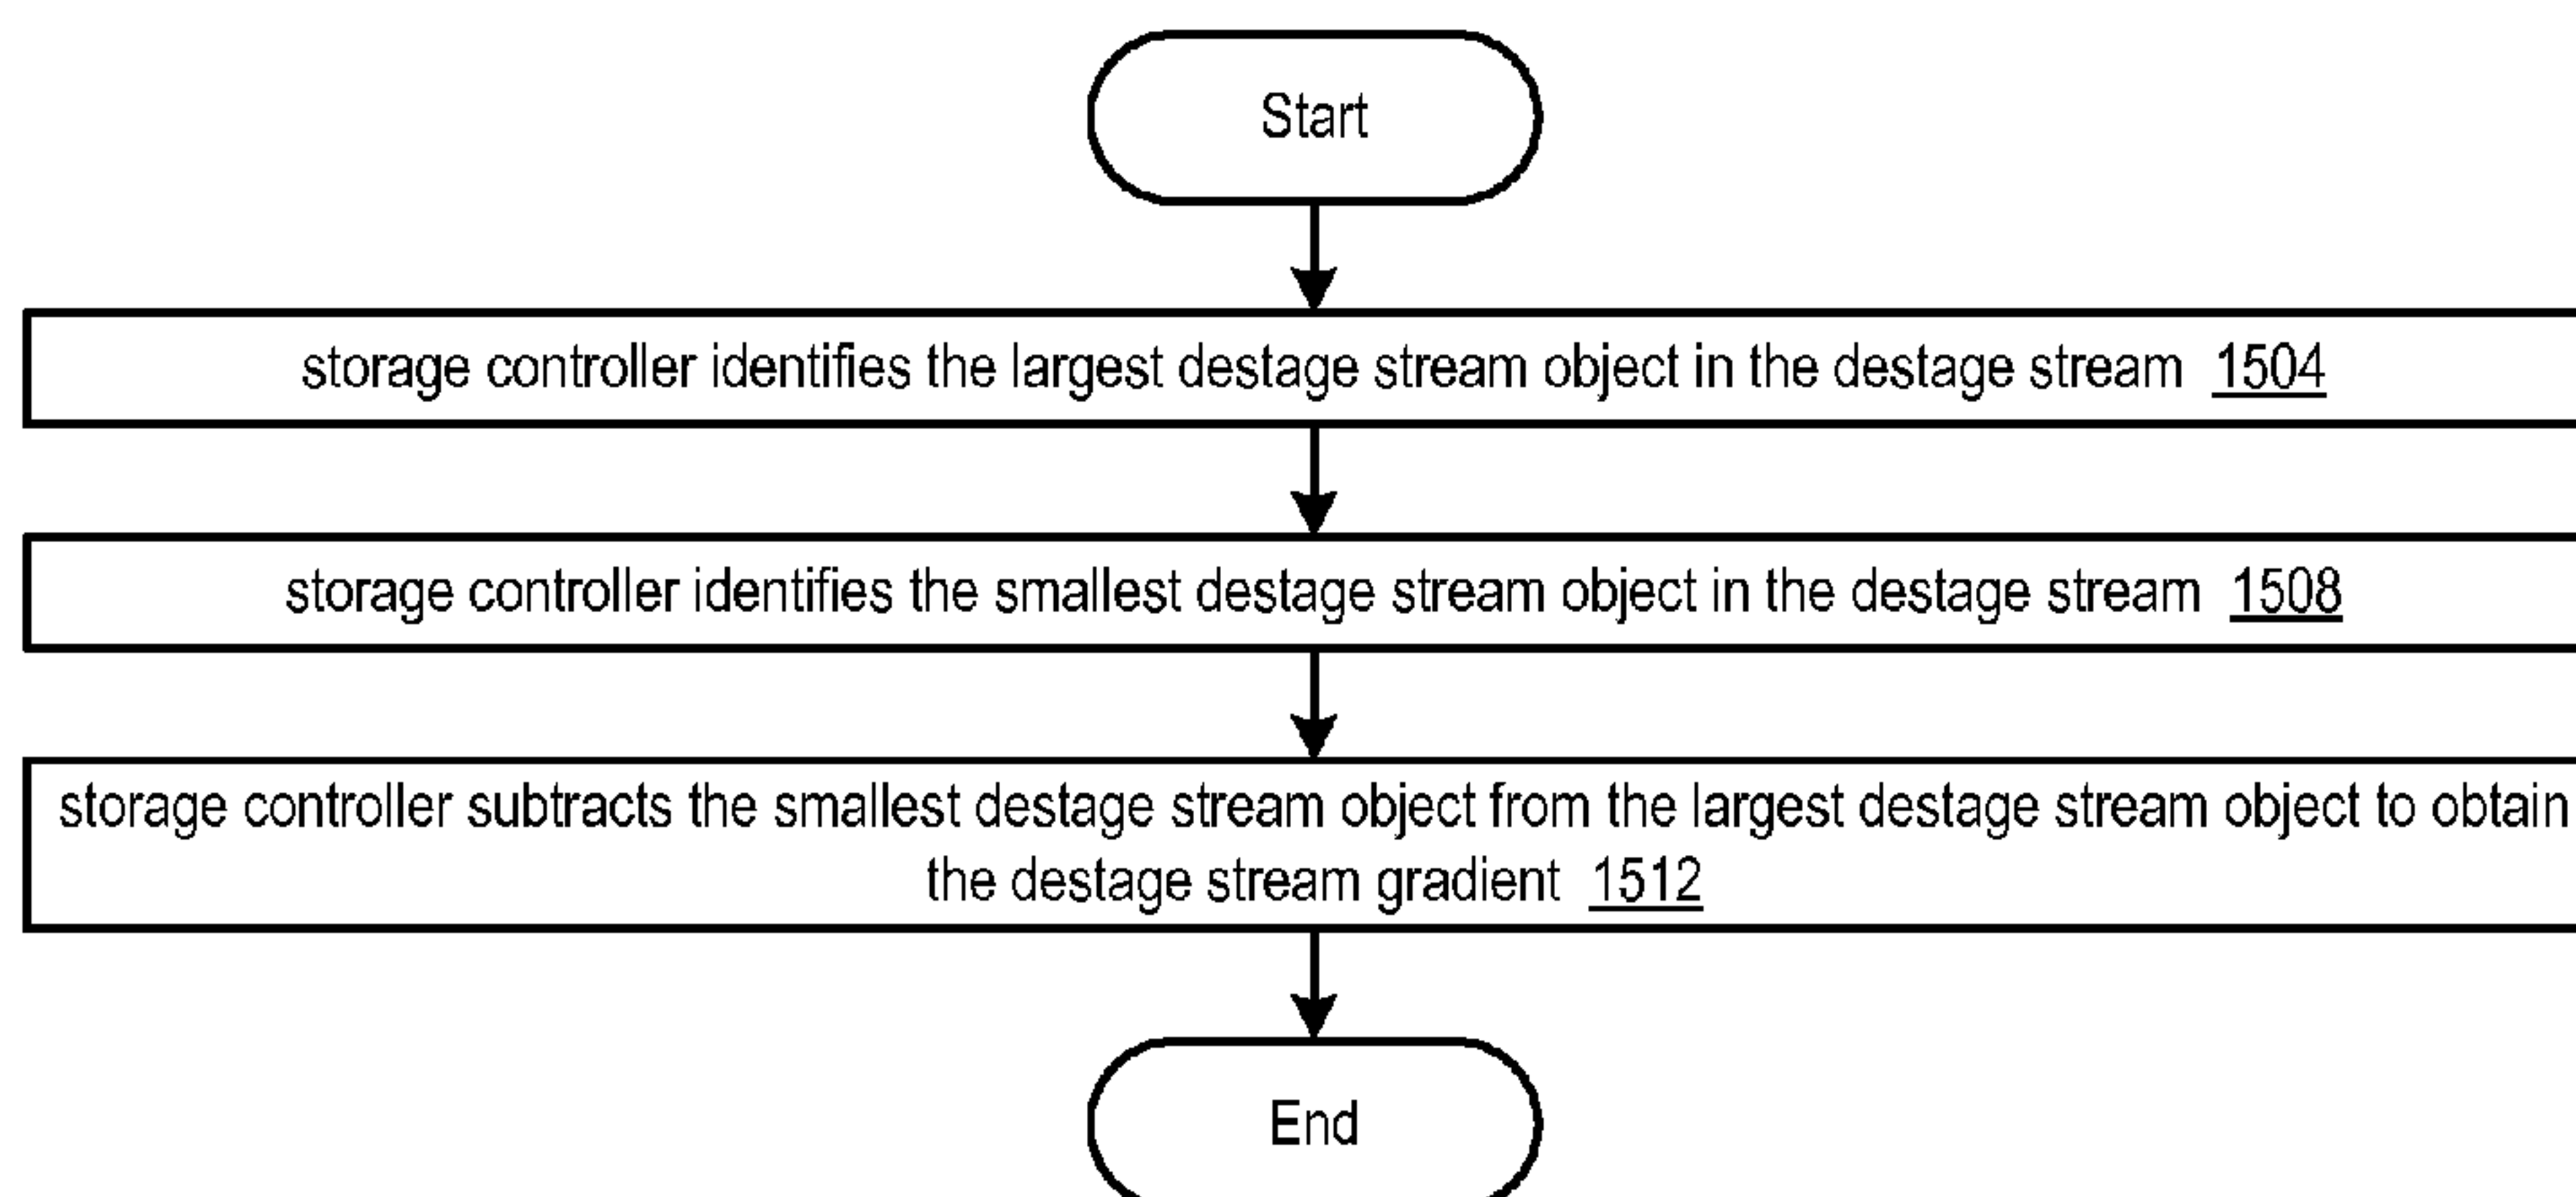 Start
storage controller identifies the largest destage stream object in the destage stream 1504
storage controller identifies the smallest destage stream object in the destage stream 1508
storage controller subtracts the smallest destage stream object from the largest destage stream object to obtain
the destage stream gradient 1512
End